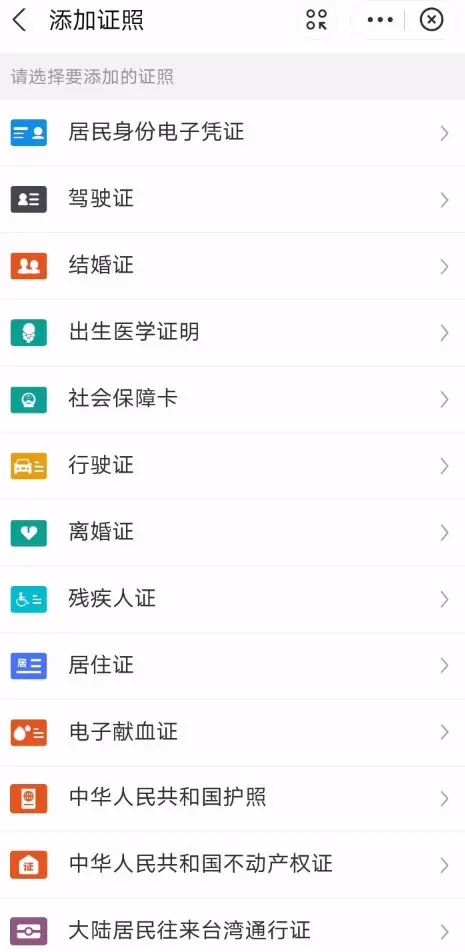 添加证照
请选择要添加的证照
居民身份电子凭证
驾驶证
结婚证
出生医学证明
社会保障卡
行驶证
离婚证
残疾人证
居
居住证
电子献血证
中华人民共和国护照
证
中华人民共和国不动产权证
大陆居民往来台湾通行证